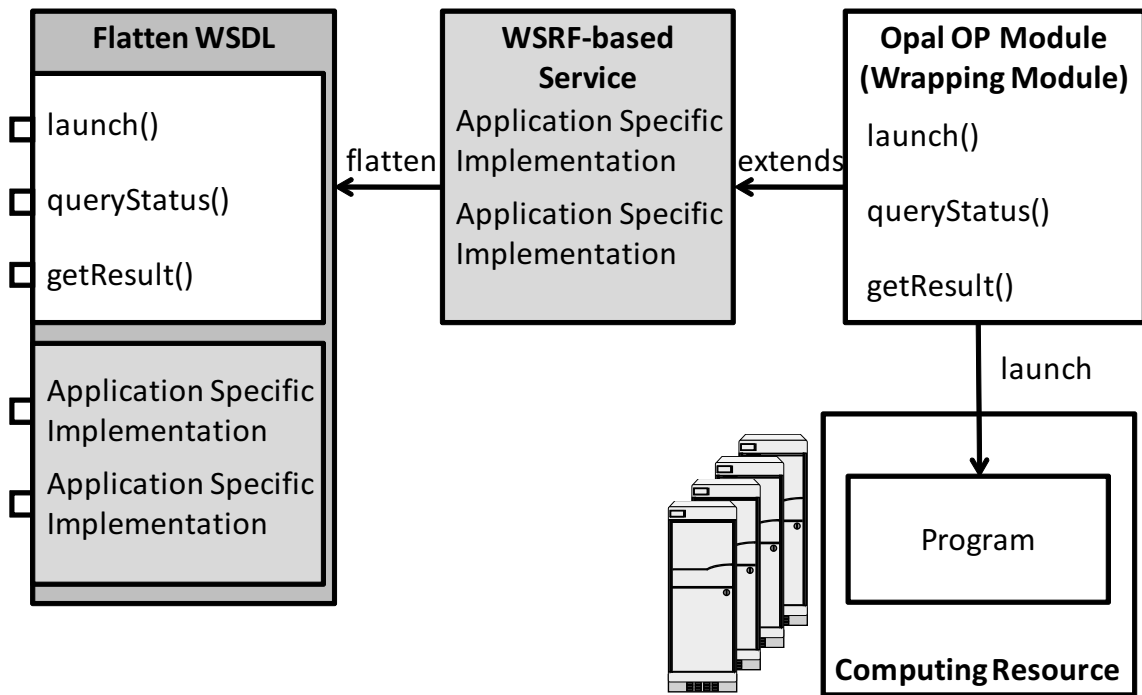 Flatten WSDL
launch()
queryStatus()
getResult()
Application Specific
Implementation
Application Specific
Implementation
flatten
WSRF-based
Service
Application Specific
Implementation
Application Specific
Implementation
extends
Opal OP Module
(Wrapping Module)
launch()
queryStatus()
getResult()
launch
Program
Computing Resource